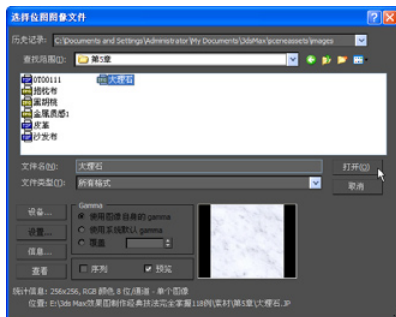 选择位图图像文件
历史记录: C:\Documents and Settings\Administrator\My Documents\3dsMax\sceneassets\images
查找范围(I): 第5章
0T00111
大理石
抱枕布
黑胡桃
金属质感1
皮革
沙发布
文件名(N): 大理石 打开(O)
文件类型(T): 所有格式 取消
设备... Gamma
使用图像自身的 gamma
设置... 使用系统默认 gamma
覆盖
信息...
查看 序列 预览
统计信息: 256x256, RGB 颜色 8 位/通道 - 单个图像
位置: E:\3ds Max效果图制作经典技法完全掌握118例\素材\第5章\大理石.JP